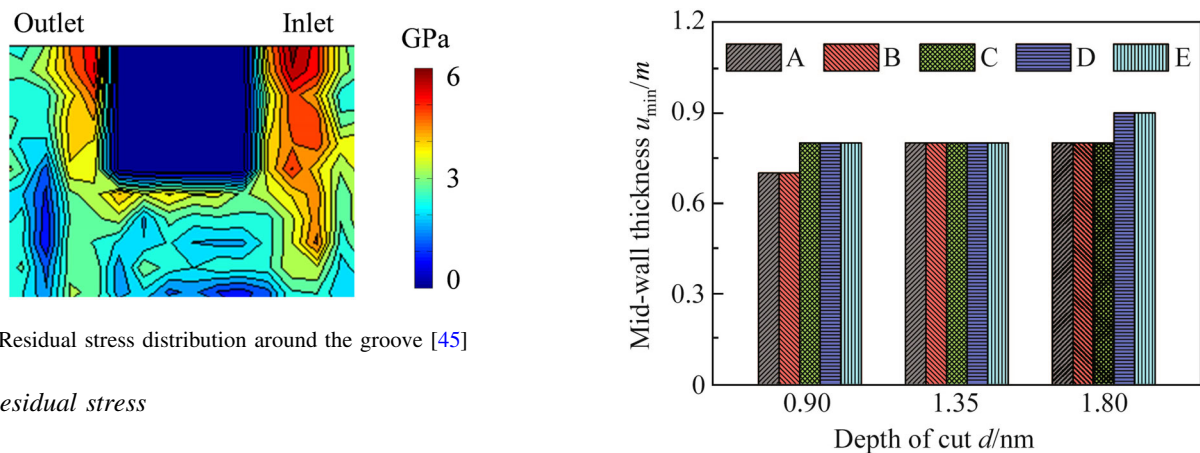 Outlet Inlet
GPa
6
3
0
Residual stress distribution around the groove [45]
esidual stress
1.2
0.9
0.6
0.3
0
Mid-wall thickness u_min/m
A B C D E
0.90 1.35 1.80
Depth of cut d/nm